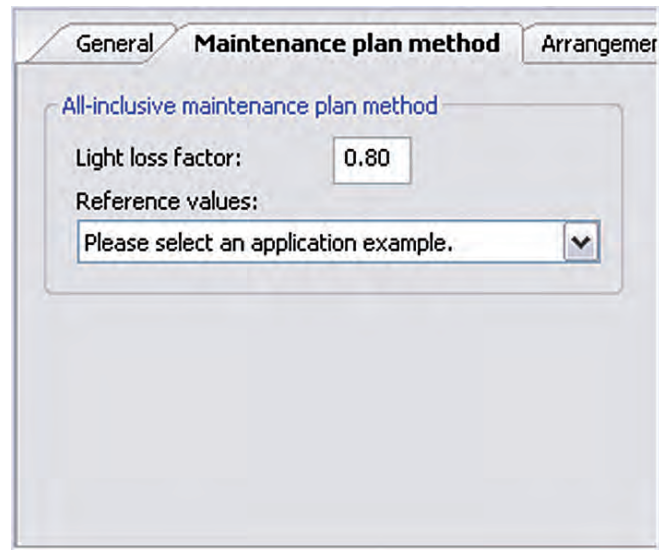 General Maintenance plan method Arrangemer
All-inclusive maintenance plan method
Light loss factor: 0.80
Reference values:
Please select an application example.